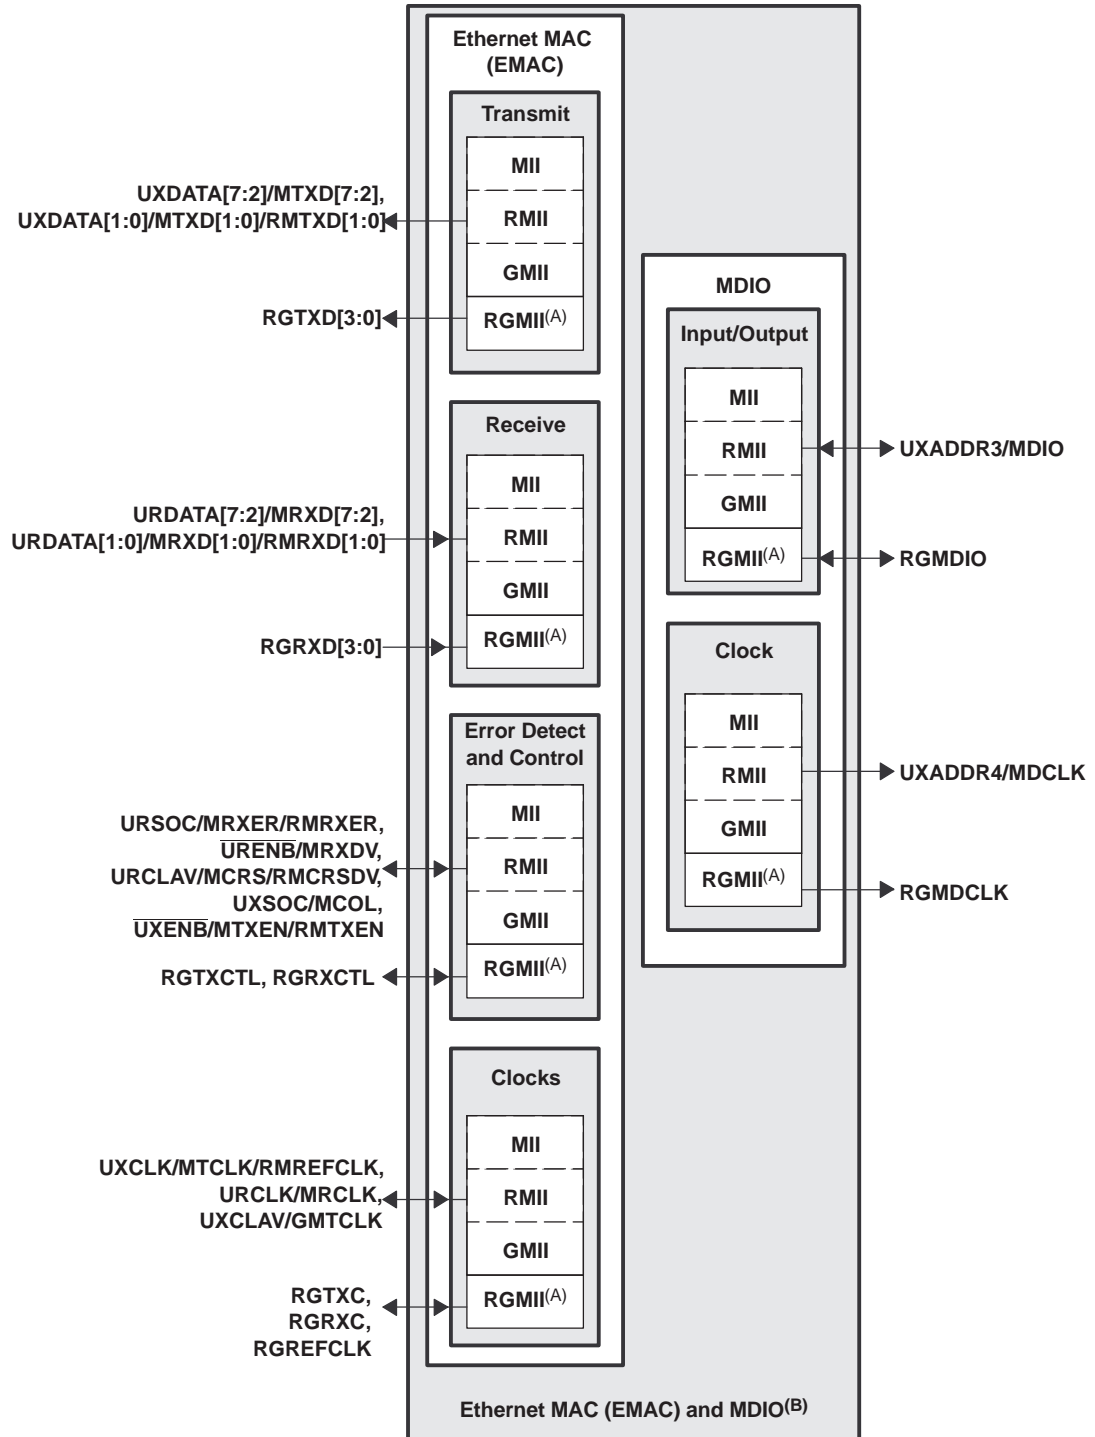 Ethernet MAC
(EMAC)
Transmit
MII
UXDATA[7:2]/MTXD[7:2],
UXDATA[1:0]/MTXD[1:0]/RMTXD[1:0]
RMII
GMII
RGTXD[3:0]
RGMII(A)
Receive
MII
URDATA[7:2]/MRXD[7:2],
URDATA[1:0]/MRXD[1:0]/RMRXD[1:0]
RMII
GMII
RGRXD[3:0]
RGMII(A)
Error Detect
and Control
MII
URSOC/MRXER/RMRXER,
URENB/MRXDV,
URCLAV/MCRS/RMCRSDV,
UXSOC/MCOL,
UXENB/MTXEN/RMTXEN
RMII
GMII
RGTXCTL, RGRXCTL
RGMII(A)
Clocks
MII
UXCLK/MTCLK/RMREFCLK,
URCLK/MRCLK,
UXCLAV/GMTCLK
RMII
GMII
RGTXC,
RGRXC,
RGREFCLK
RGMII(A)
MDIO
Input/Output
MII
RMII
UXADDR3/MDIO
GMII
RGMII(A)
RGMDIO
Clock
MII
RMII
UXADDR4/MDCLK
GMII
RGMII(A)
RGMDCLK
Ethernet MAC (EMAC) and MDIO(B)